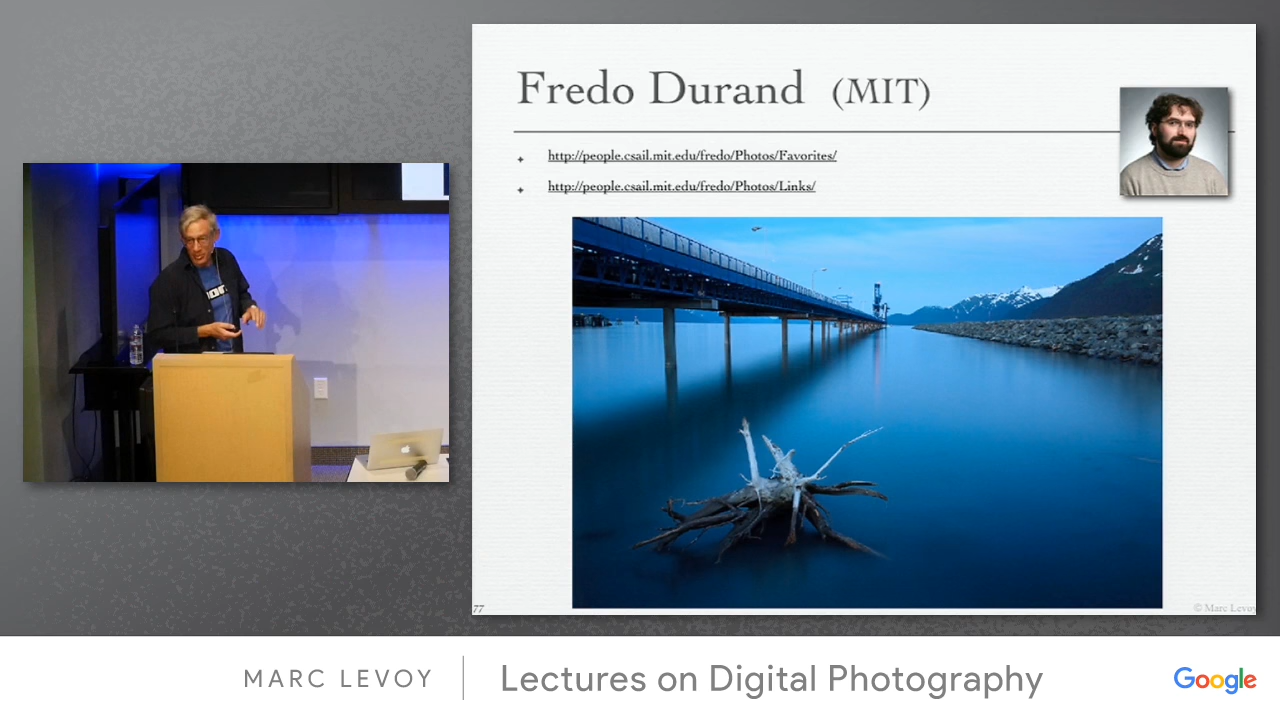 Fredo Durand (MIT)
✦ http://people.csail.mit.edu/fredo/Photos/Favorites/
✦ http://people.csail.mit.edu/fredo/Photos/Links/
77
© Marc Levoy
MARC LEVOY
Lectures on Digital Photography
Google